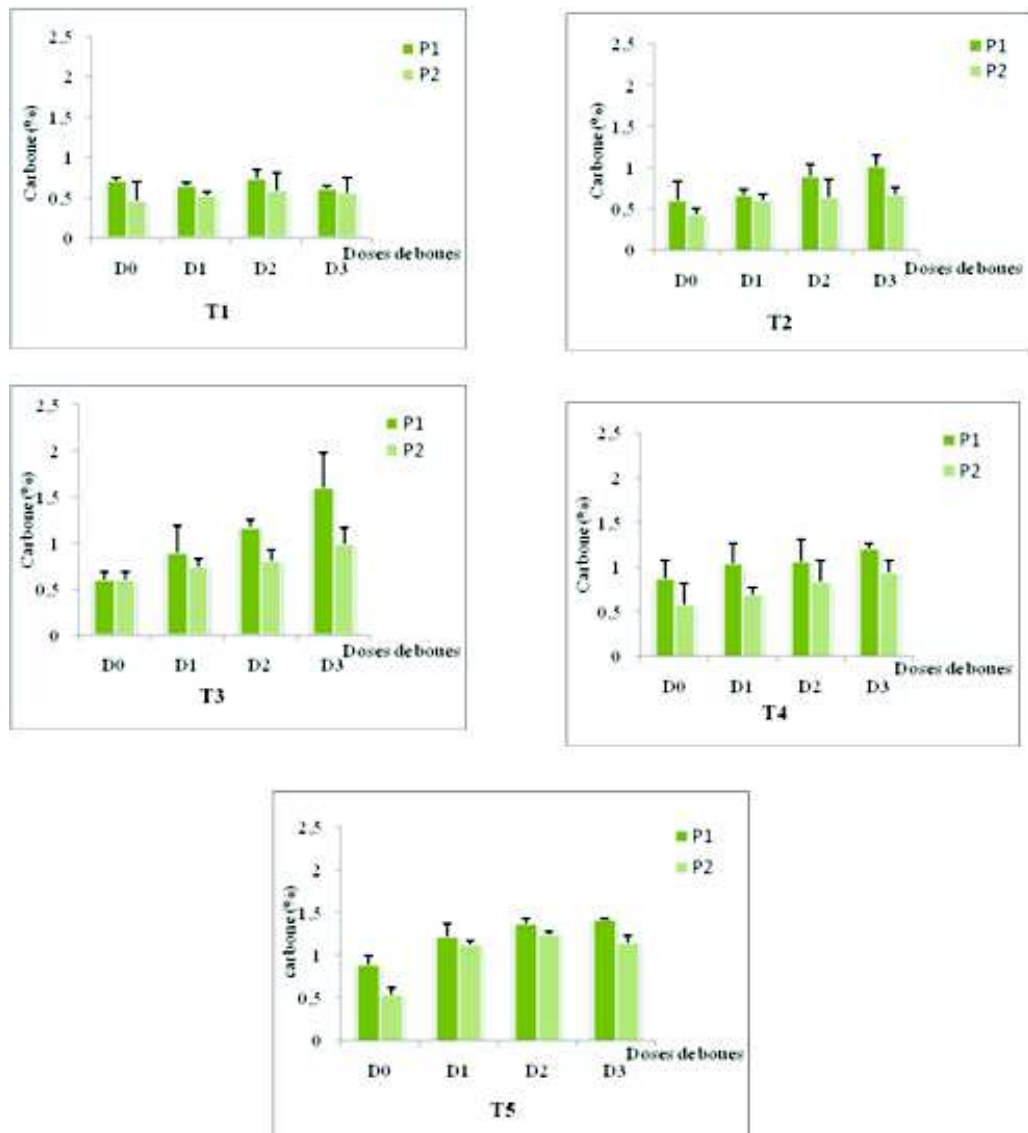 2.5
2
1.5
1
0.5
0
Carbone (%)
P1
P2
D0 D1 D2 D3
Doses de boues
T1
2.5
2
1.5
1
0.5
0
Carbone (%)
P1
P2
D0 D1 D2 D3
Doses de boues
T2
2.5
2
1.5
1
0.5
0
Carbone (%)
P1
P2
D0 D1 D2 D3
Doses de boues
T3
2.5
2
1.5
1
0.5
0
Carbone (%)
P1
P2
D0 D1 D2 D3
Doses de boues
T4
2.5
2
1.5
1
0.5
0
carbone (%)
P1
P2
D0 D1 D2 D3
Doses de boues
T5